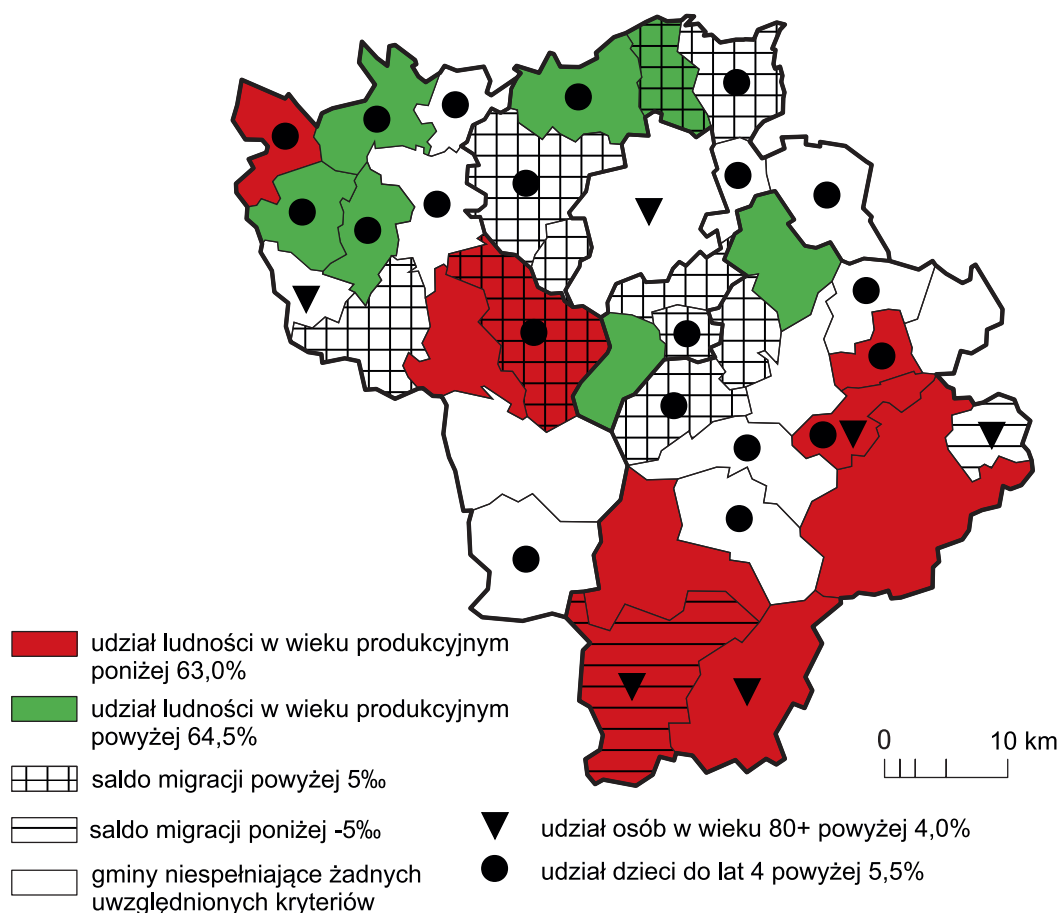 udział ludności w wieku produkcyjnym
poniżej 63,0%
udział ludności w wieku produkcyjnym
powyżej 64,5%
saldo migracji powyżej 5‰
saldo migracji poniżej -5‰
gminy niespełniające żadnych
uwzględnionych kryteriów
0 10 km
udział osób w wieku 80+ powyżej 4,0%
udział dzieci do lat 4 powyżej 5,5%